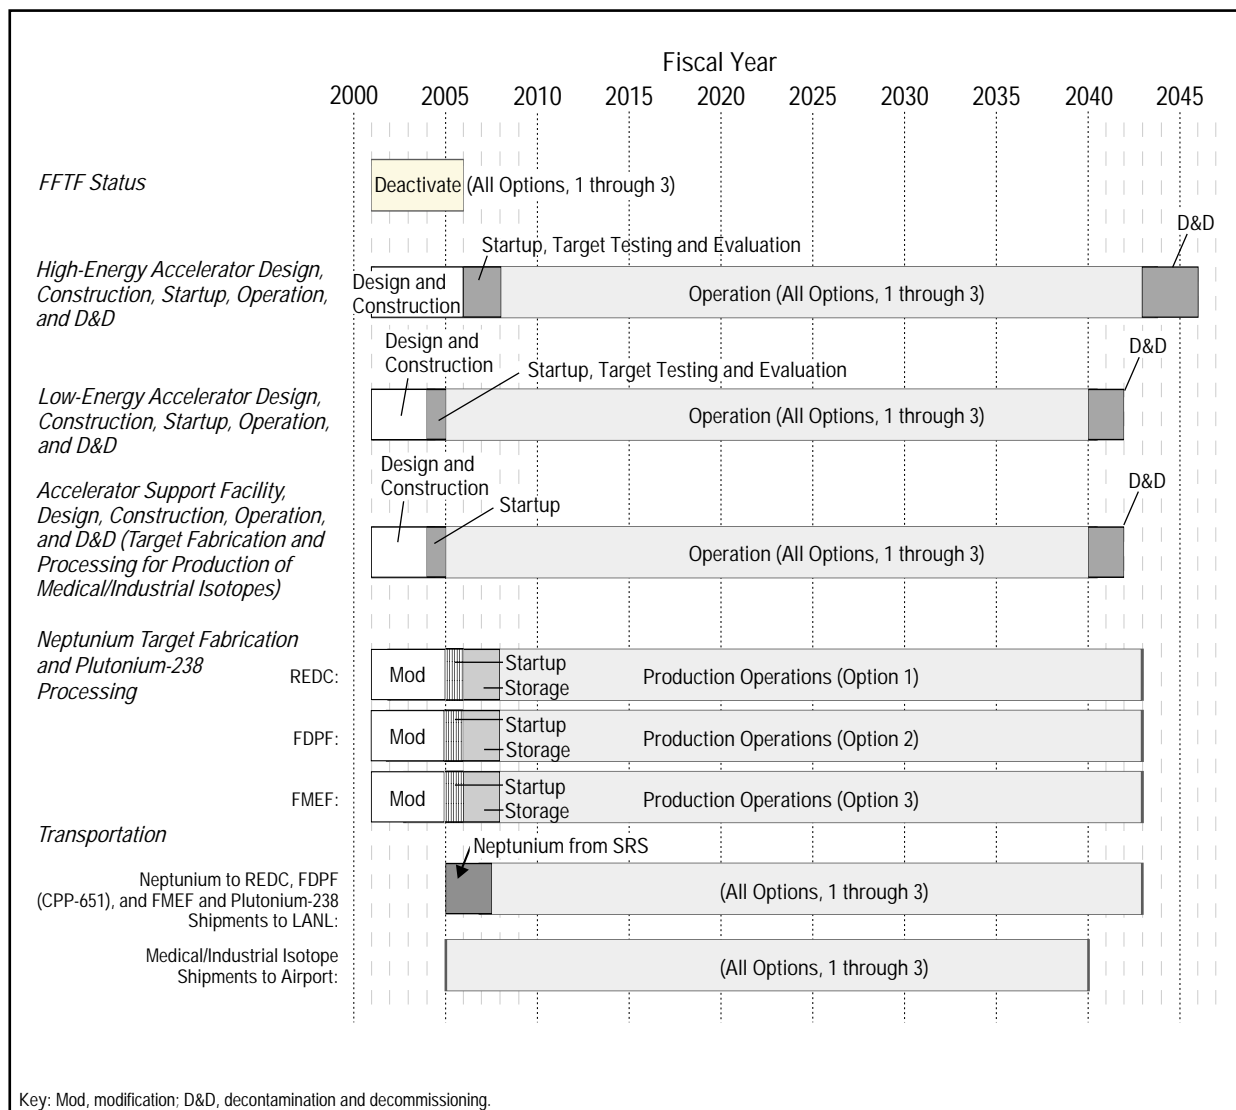 Fiscal Year
2000 2005 2010 2015 2020 2025 2030 2035 2040 2045
FFTF Status
Deactivate (All Options, 1 through 3)
D&D
Startup, Target Testing and Evaluation
High-Energy Accelerator Design,
Construction, Startup, Operation,
and D&D
Design and
Construction
Operation (All Options, 1 through 3)
Design and
Construction
D&D
Startup, Target Testing and Evaluation
Low-Energy Accelerator Design,
Construction, Startup, Operation,
and D&D
Operation (All Options, 1 through 3)
Design and
Construction
D&D
Startup
Accelerator Support Facility,
Design, Construction, Operation,
and D&D (Target Fabrication and
Processing for Production of
Medical/Industrial Isotopes)
Operation (All Options, 1 through 3)
Neptunium Target Fabrication
and Plutonium-238
Processing
REDC:
Mod
Startup
Storage
Production Operations (Option 1)
FDPF:
Mod
Startup
Storage
Production Operations (Option 2)
FMEF:
Mod
Startup
Storage
Production Operations (Option 3)
Transportation
Neptunium from SRS
Neptunium to REDC, FDPF
(CPP-651), and FMEF and Plutonium-238
Shipments to LANL:
(All Options, 1 through 3)
Medical/Industrial Isotope
Shipments to Airport:
(All Options, 1 through 3)
Key: Mod, modification; D&D, decontamination and decommissioning.